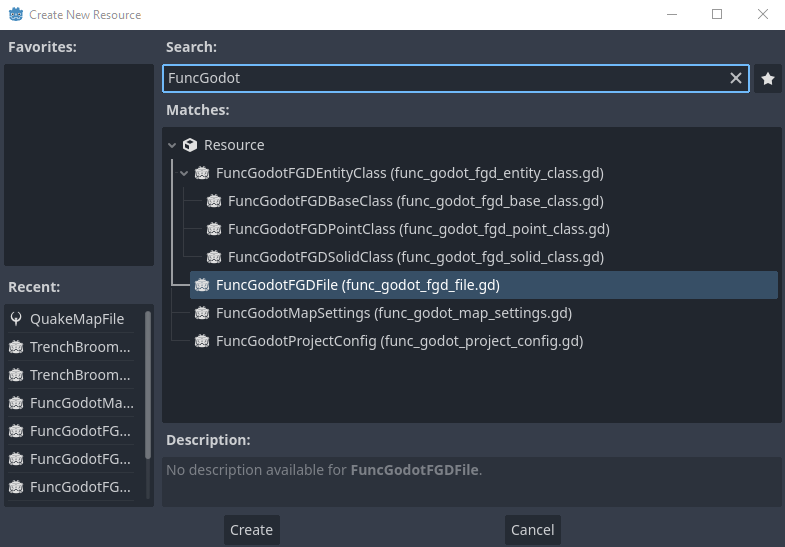 Create New Resource
Favorites:
Search:
FuncGodot
Matches:
Resource
FuncGodotFGDEntityClass (func_godot_fgd_entity_class.gd)
FuncGodotFGDBaseClass (func_godot_fgd_base_class.gd)
FuncGodotFGDPointClass (func_godot_fgd_point_class.gd)
FuncGodotFGDSolidClass (func_godot_fgd_solid_class.gd)
FuncGodotFGDFile (func_godot_fgd_file.gd)
FuncGodotMapSettings (func_godot_map_settings.gd)
FuncGodotProjectConfig (func_godot_project_config.gd)
Recent:
QuakeMapFile
TrenchBroom...
TrenchBroom...
FuncGodotMa...
FuncGodotFG...
FuncGodotFG...
FuncGodotFG...
Description:
No description available for FuncGodotFGDFile.
Create
Cancel